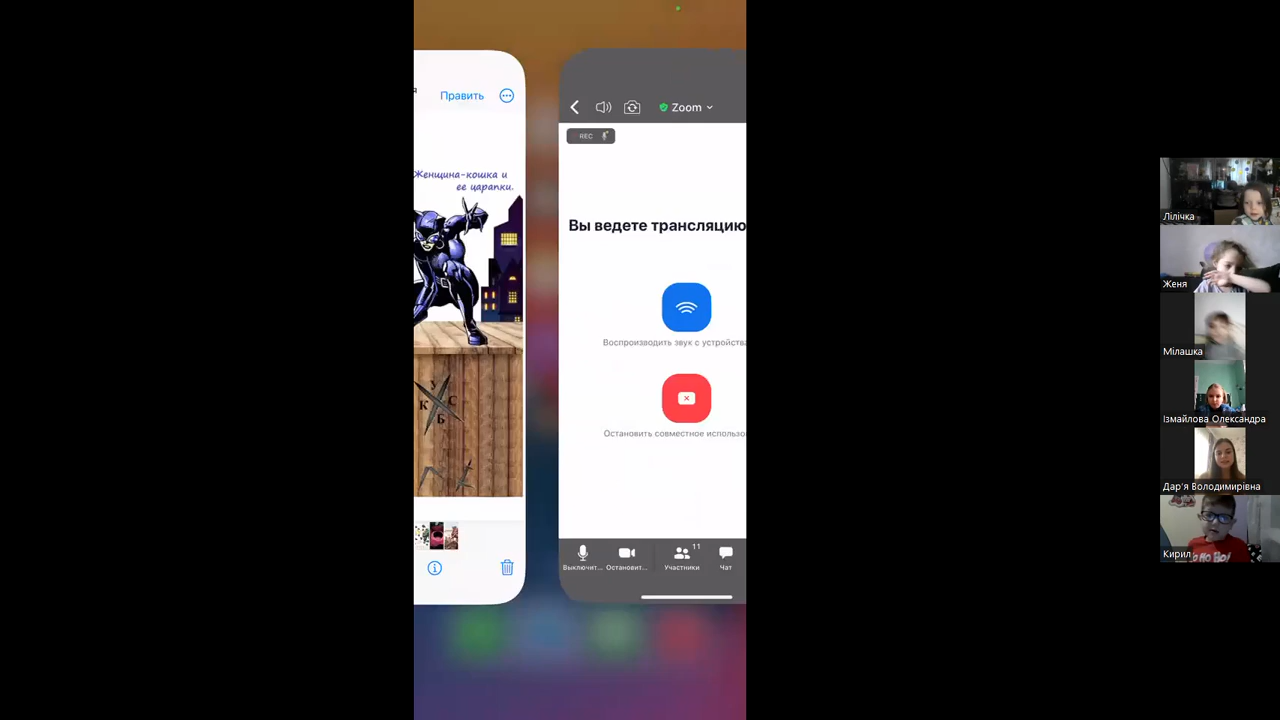 Править
Женщина-кошка и
ее царапки.
У
К С
Б
Zoom
REC
Вы ведете трансляцию
Воспроизводить звук с устройства
Остановить совместное использо
Выключит...
Остановит...
11
Участники
Чат
Лілічка
Женя
Мілашка
Ізмайлова Олександра
Дар'я Володимирівна
Кирил